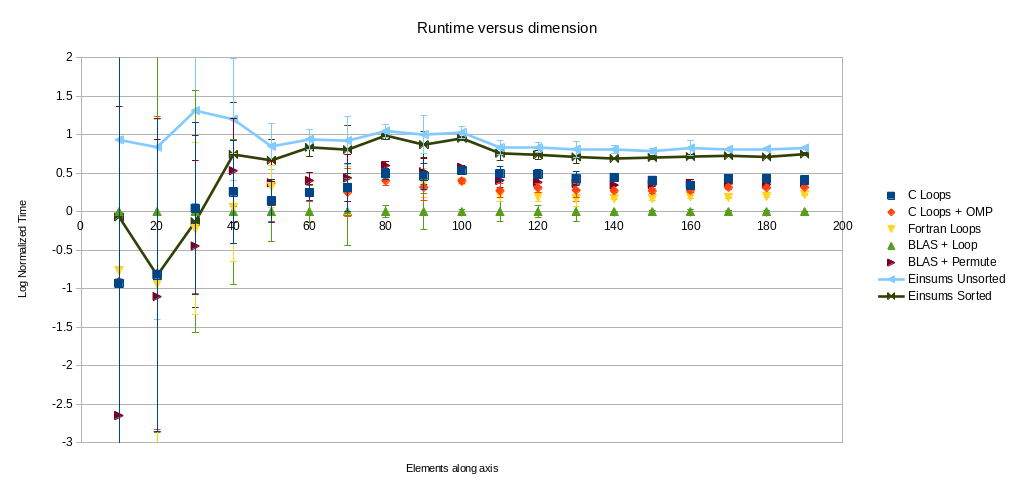 Runtime versus dimension
2
1.5
1
0.5
0
-0.5
-1
-1.5
-2
-2.5
-3
0 20 40 60 80 100 120 140 160 180 200
Log Normalized Time
Elements along axis
C Loops
C Loops + OMP
Fortran Loops
BLAS + Loop
BLAS + Permute
Einsums Unsorted
Einsums Sorted